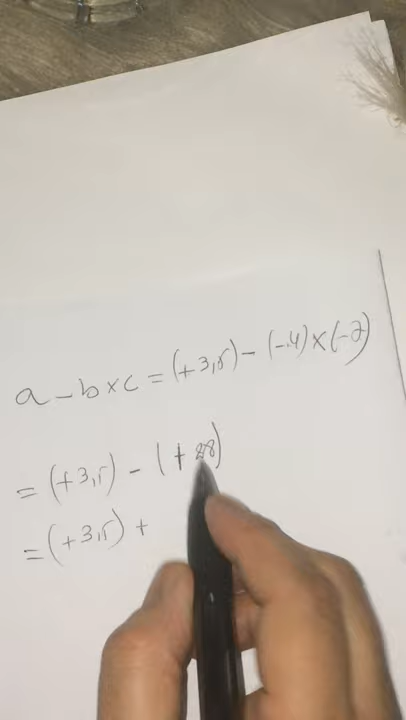 a - b × c = (+3,5) - (-4) × (-2)
= (+3,5) - (+8)
= (+3,5) +